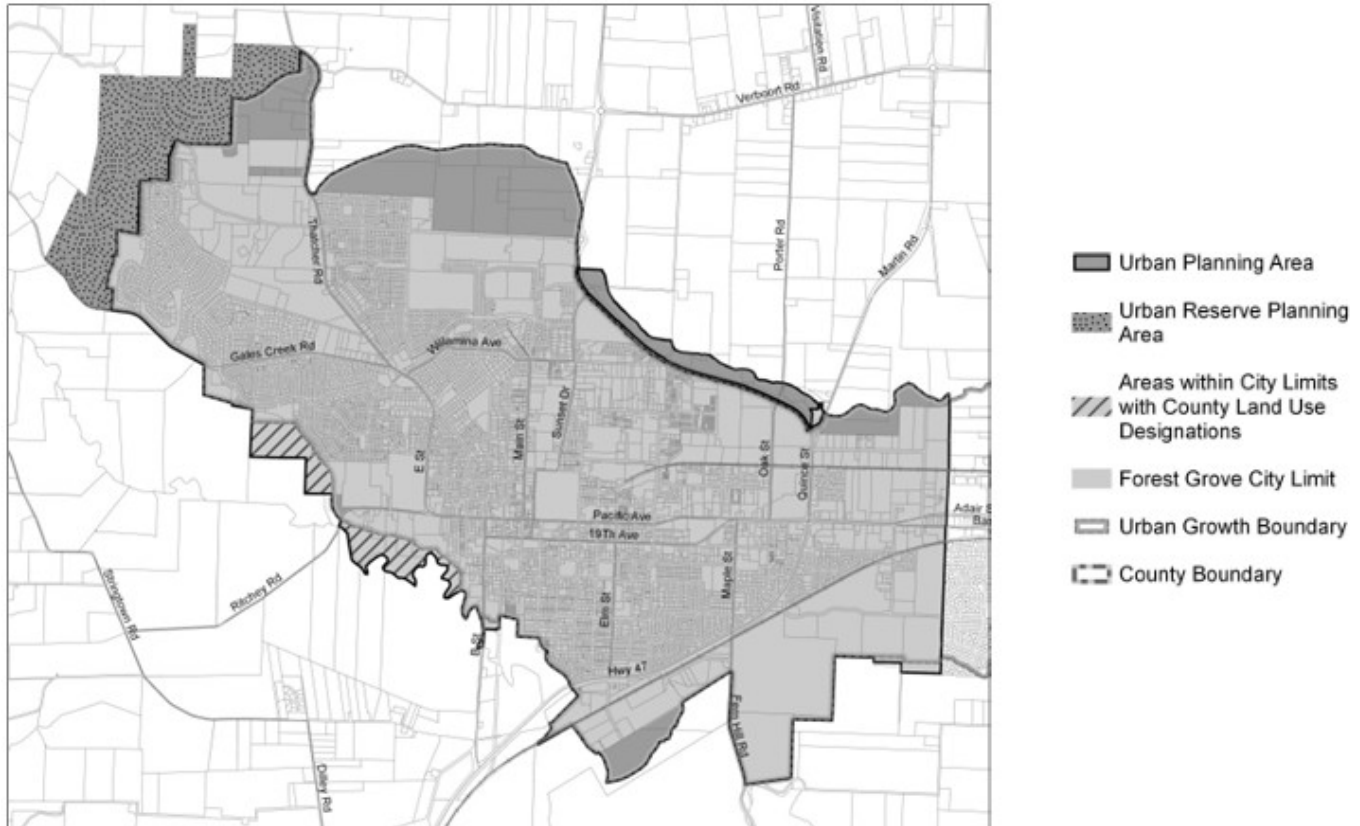 Visitation Rd
Verboort Rd
Porter Rd
Martin Rd
Thatcher Rd
Gales Creek Rd
Willamina Ave
Main St
Sunset Dr
E St
Oak St
Quince St
Pacific Ave
19Th Ave
Adair S
Ba
Maple St
Elm St
Stringtown Rd
Ritchey Rd
B St
Hwy 47
Fern Hill Rd
Dilley Rd
Urban Planning Area
Urban Reserve Planning
Area
Areas within City Limits
with County Land Use
Designations
Forest Grove City Limit
Urban Growth Boundary
County Boundary